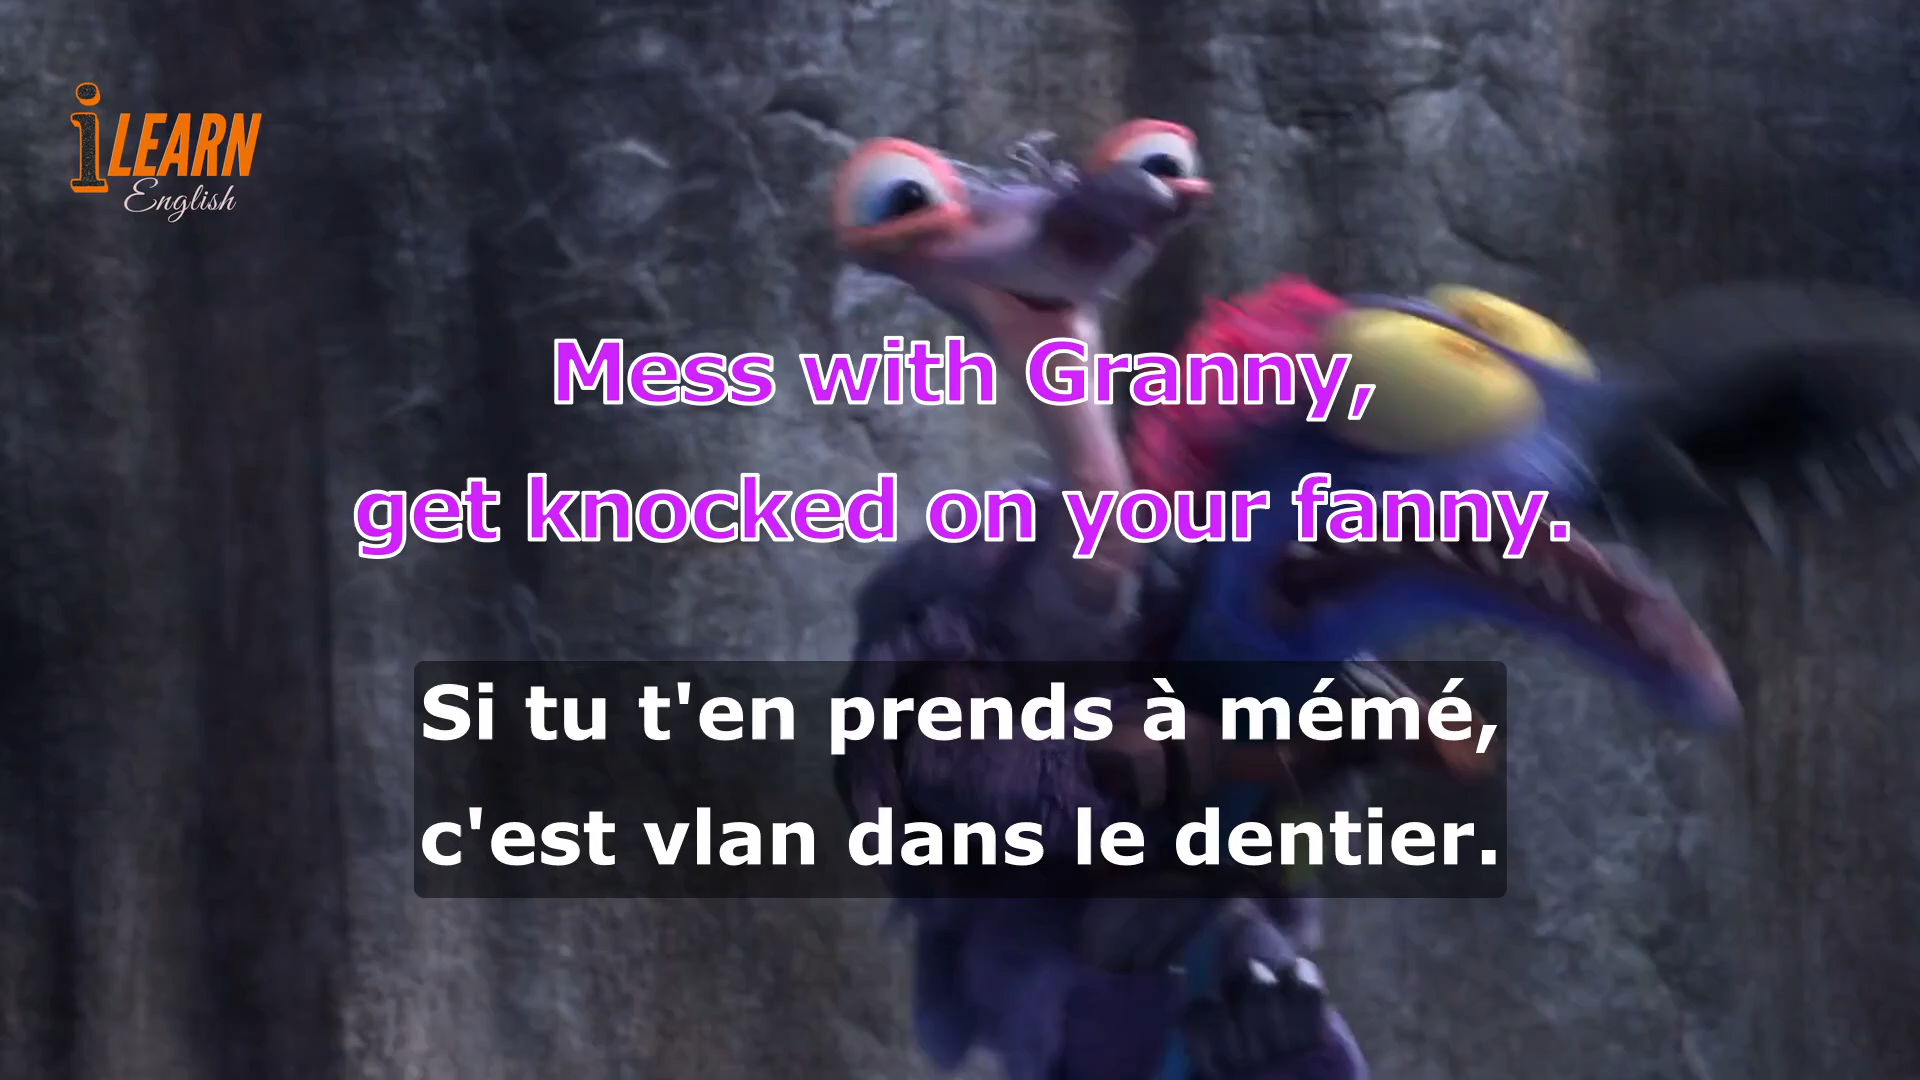 iLEARN
English
Mess with Granny,
get knocked on your fanny.
Si tu t'en prends à mémé,
c'est vlan dans le dentier.